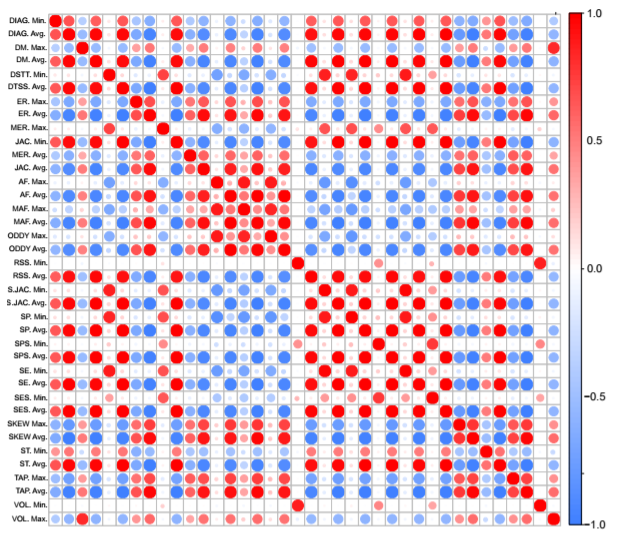 DIAG. Min.
DIAG. Avg.
DM. Max.
DM. Avg.
DSTT. Min
DTSS. Avg.
ER. Max.
ER. Avg.
MER. Max.
JAC. Min.
MER. Avg
JAC. Avg.
AF. Max.
AF. Avg.
MAF. Max.
MAF. Avg.
ODDY Max.
ODDY Avg.
RSS. Min.
RSS. Avg.
S.JAC. Min.
S.JAC. Avg.
SP. Min.
SP. Avg.
SPS. Min.
SPS. Avg.
SE. Min.
SE. Avg.
SES. Min.
SES. Avg.
SKEW Max.
SKEW Avg.
ST. Min.
ST. Avg.
TAP. Max.
TAP. Avg.
VOL. Min.
VOL. Max.
1.0
0.5
0.0
-0.5
-1.0